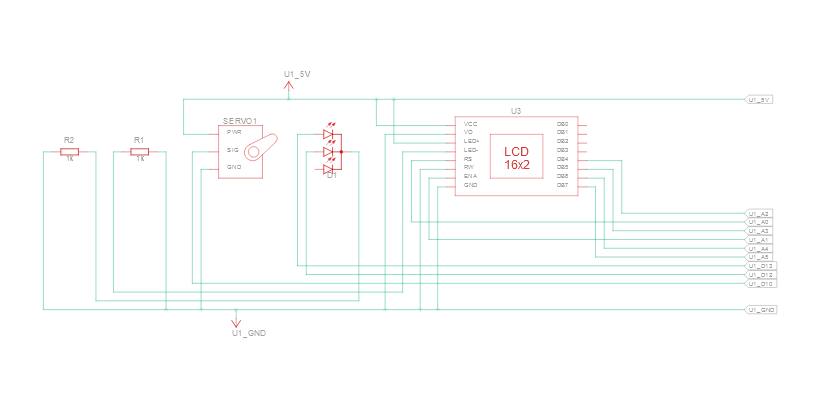 U1_5V
U1_5V
U3
SERVO1
PWR
SIG
GND
R2
1K
R1
1K
D1
VCC
VO
LED+
LED-
RS
RW
ENA
GND
LCD
16x2
DB0
DB1
DB2
DB3
DB4
DB5
DB6
DB7
U1_A2
U1_A0
U1_A3
U1_A1
U1_A4
U1_A5
U1_D13
U1_D12
U1_D10
U1_GND
U1_GND